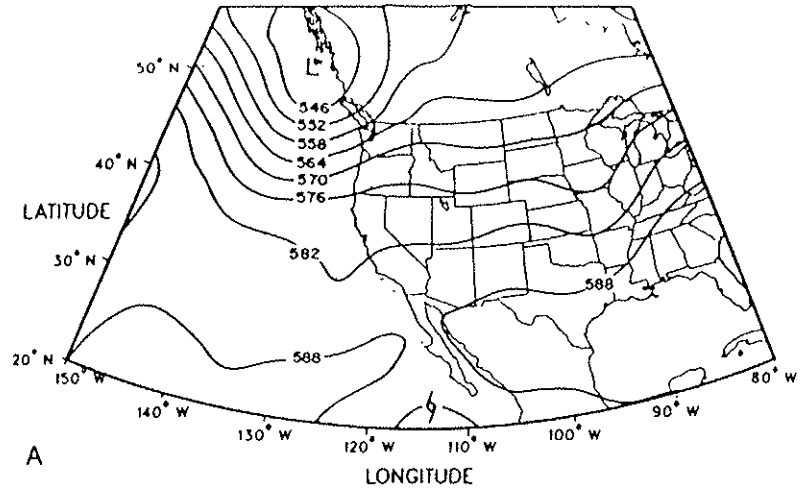 50° N
L
546
552
558
564
570
576
40° N
LATITUDE
582
30° N
588
588
20° N
150° W
80° W
140° W
90° W
130° W
120° W
110° W
100° W
A
LONGITUDE